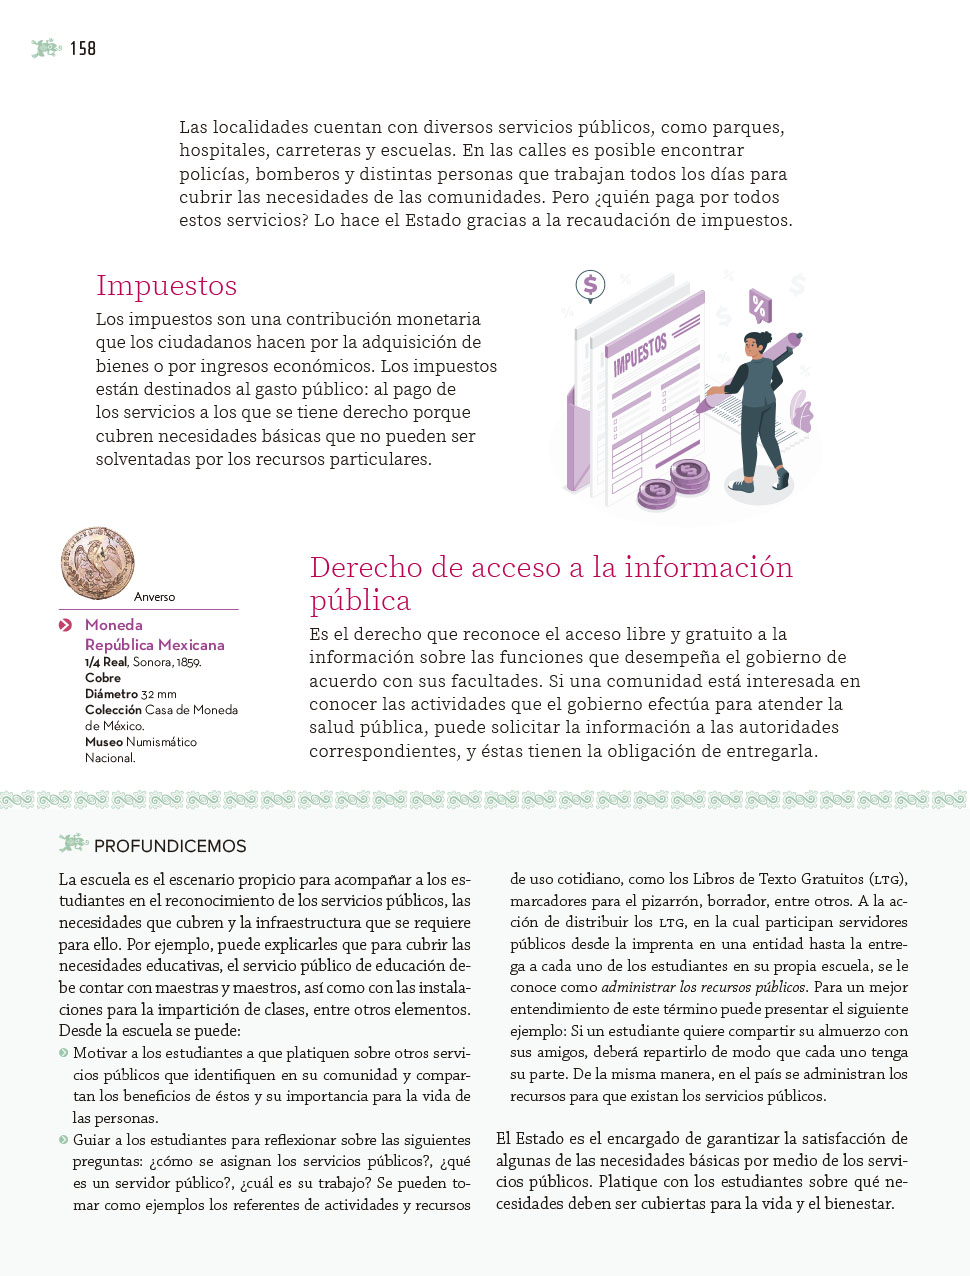 158
Las localidades cuentan con diversos servicios públicos, como parques,
hospitales, carreteras y escuelas. En las calles es posible encontrar
policías, bomberos y distintas personas que trabajan todos los días para
cubrir las necesidades de las comunidades. Pero ¿quién paga por todos
estos servicios? Lo hace el Estado gracias a la recaudación de impuestos.
Impuestos
Los impuestos son una contribución monetaria
que los ciudadanos hacen por la adquisición de
bienes o por ingresos económicos. Los impuestos
están destinados al gasto público: al pago de
los servicios a los que se tiene derecho porque
cubren necesidades básicas que no pueden ser
solventadas por los recursos particulares.
$
%
IMPUESTOS
Anverso
Moneda
República Mexicana
1/4 Real, Sonora, 1859.
Cobre
Diámetro 32 mm
Colección Casa de Moneda
de México.
Museo Numismático
Nacional.
Derecho de acceso a la información
pública
Es el derecho que reconoce el acceso libre y gratuito a la
información sobre las funciones que desempeña el gobierno de
acuerdo con sus facultades. Si una comunidad está interesada en
conocer las actividades que el gobierno efectúa para atender la
salud pública, puede solicitar la información a las autoridades
correspondientes, y éstas tienen la obligación de entregarla.
PROFUNDICEMOS
La escuela es el escenario propicio para acompañar a los es-
tudiantes en el reconocimiento de los servicios públicos, las
necesidades que cubren y la infraestructura que se requiere
para ello. Por ejemplo, puede explicarles que para cubrir las
necesidades educativas, el servicio público de educación de-
be contar con maestras y maestros, así como con las instala-
ciones para la impartición de clases, entre otros elementos.
Desde la escuela se puede:
Motivar a los estudiantes a que platiquen sobre otros servi-
cios públicos que identifiquen en su comunidad y compar-
tan los beneficios de éstos y su importancia para la vida de
las personas.
Guiar a los estudiantes para reflexionar sobre las siguientes
preguntas: ¿cómo se asignan los servicios públicos?, ¿qué
es un servidor público?, ¿cuál es su trabajo? Se pueden to-
mar como ejemplos los referentes de actividades y recursos
de uso cotidiano, como los Libros de Texto Gratuitos (LTG),
marcadores para el pizarrón, borrador, entre otros. A la ac-
ción de distribuir los LTG, en la cual participan servidores
públicos desde la imprenta en una entidad hasta la entre-
ga a cada uno de los estudiantes en su propia escuela, se le
conoce como administrar los recursos públicos. Para un mejor
entendimiento de este término puede presentar el siguiente
ejemplo: Si un estudiante quiere compartir su almuerzo con
sus amigos, deberá repartirlo de modo que cada uno tenga
su parte. De la misma manera, en el país se administran los
recursos para que existan los servicios públicos.
El Estado es el encargado de garantizar la satisfacción de
algunas de las necesidades básicas por medio de los servi-
cios públicos. Platique con los estudiantes sobre qué ne-
cesidades deben ser cubiertas para la vida y el bienestar.